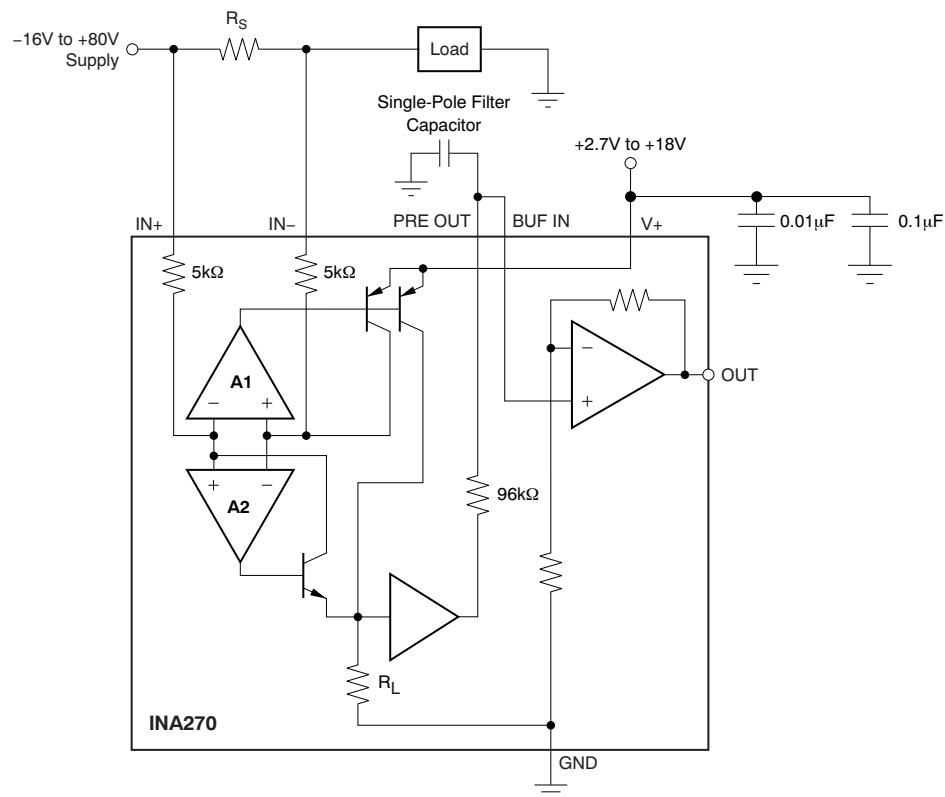 R_S
−16V to +80V
Supply
Load
Single-Pole Filter
Capacitor
+2.7V to +18V
IN+
IN−
PRE OUT
BUF IN
V+
0.01µF
0.1µF
5kΩ
5kΩ
A1
− +
−
+
OUT
+ −
A2
96kΩ
R_L
INA270
GND